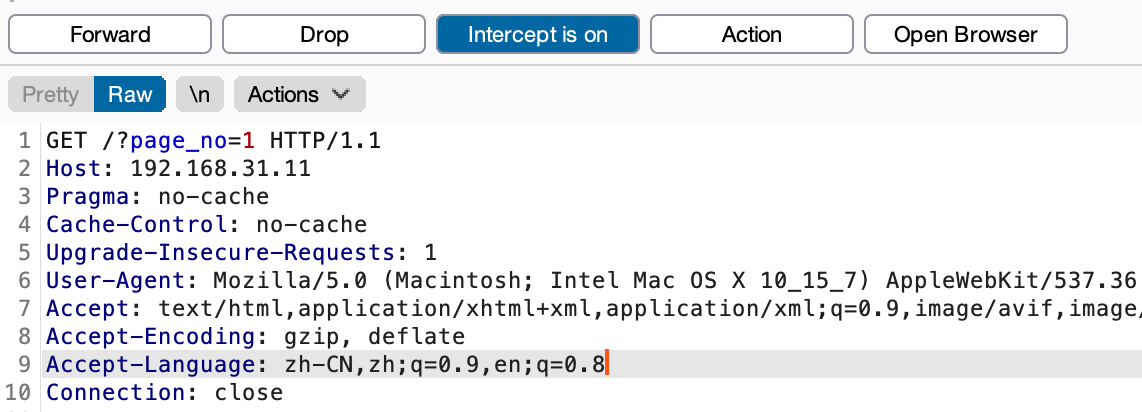 Forward Drop Intercept is on Action Open Browser
Pretty Raw \n Actions
1 GET /?page_no=1 HTTP/1.1
2 Host: 192.168.31.11
3 Pragma: no-cache
4 Cache-Control: no-cache
5 Upgrade-Insecure-Requests: 1
6 User-Agent: Mozilla/5.0 (Macintosh; Intel Mac OS X 10_15_7) AppleWebKit/537.36
7 Accept: text/html,application/xhtml+xml,application/xml;q=0.9,image/avif,image/
8 Accept-Encoding: gzip, deflate
9 Accept-Language: zh-CN,zh;q=0.9,en;q=0.8
10 Connection: close